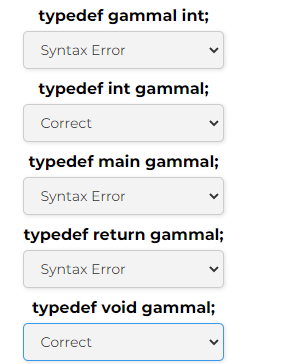 typedef gammal int;
Syntax Error
typedef int gammal;
Correct
typedef main gammal;
Syntax Error
typedef return gammal;
Syntax Error
typedef void gammal;
Correct